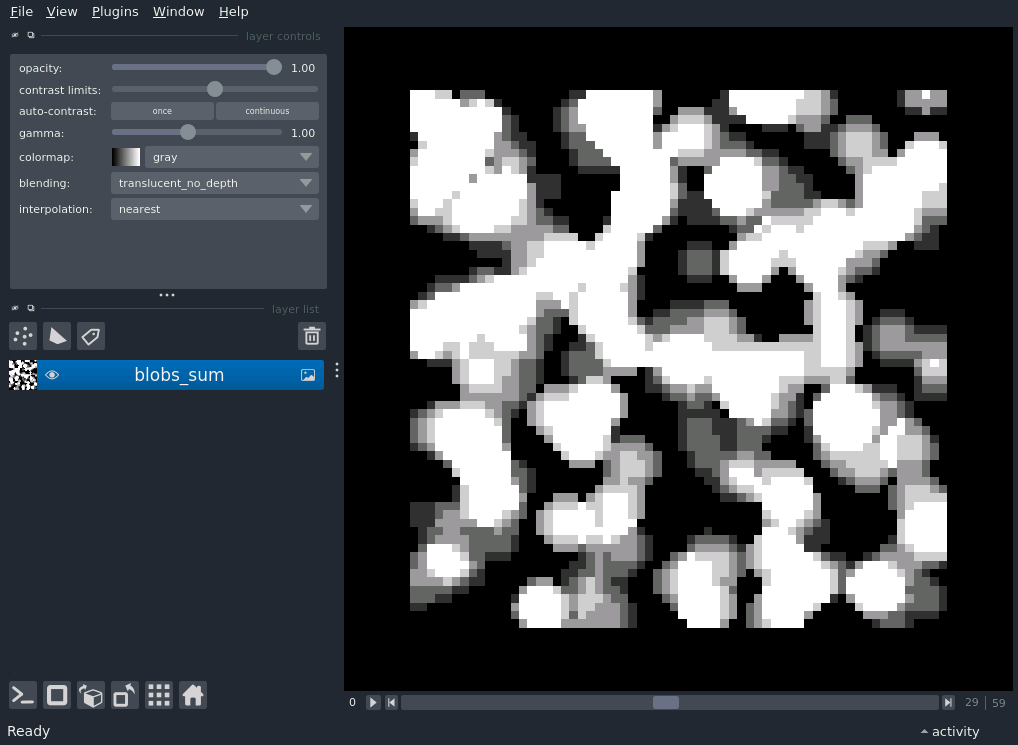 File View Plugins Window Help
layer controls
opacity: 1.00
contrast limits:
auto-contrast: once continuous
gamma: 1.00
colormap: gray
blending: translucent_no_depth
interpolation: nearest
layer list
blobs_sum
0 29 59
Ready activity